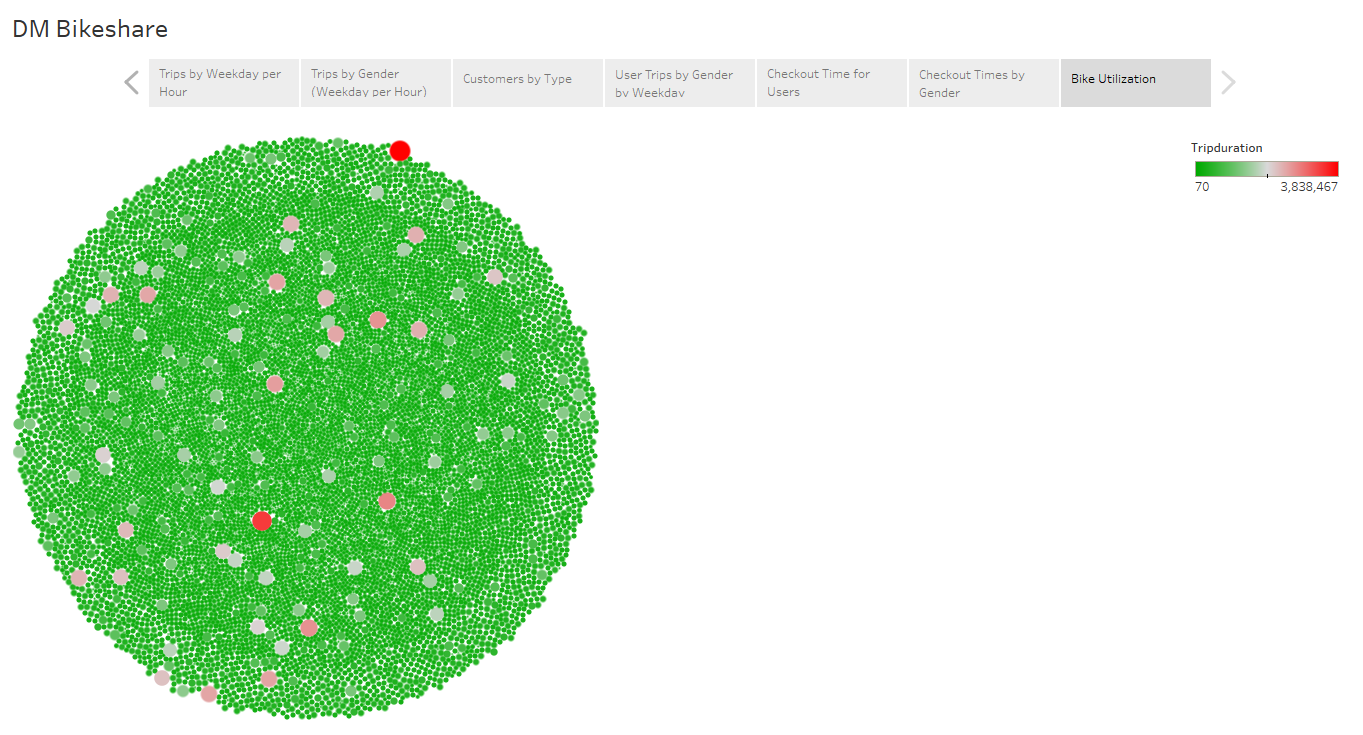 DM Bikeshare
Trips by Weekday per
Hour
Trips by Gender
(Weekday per Hour)
Customers by Type
User Trips by Gender
by Weekday
Checkout Time for
Users
Checkout Times by
Gender
Bike Utilization
Tripduration
70 3,838,467